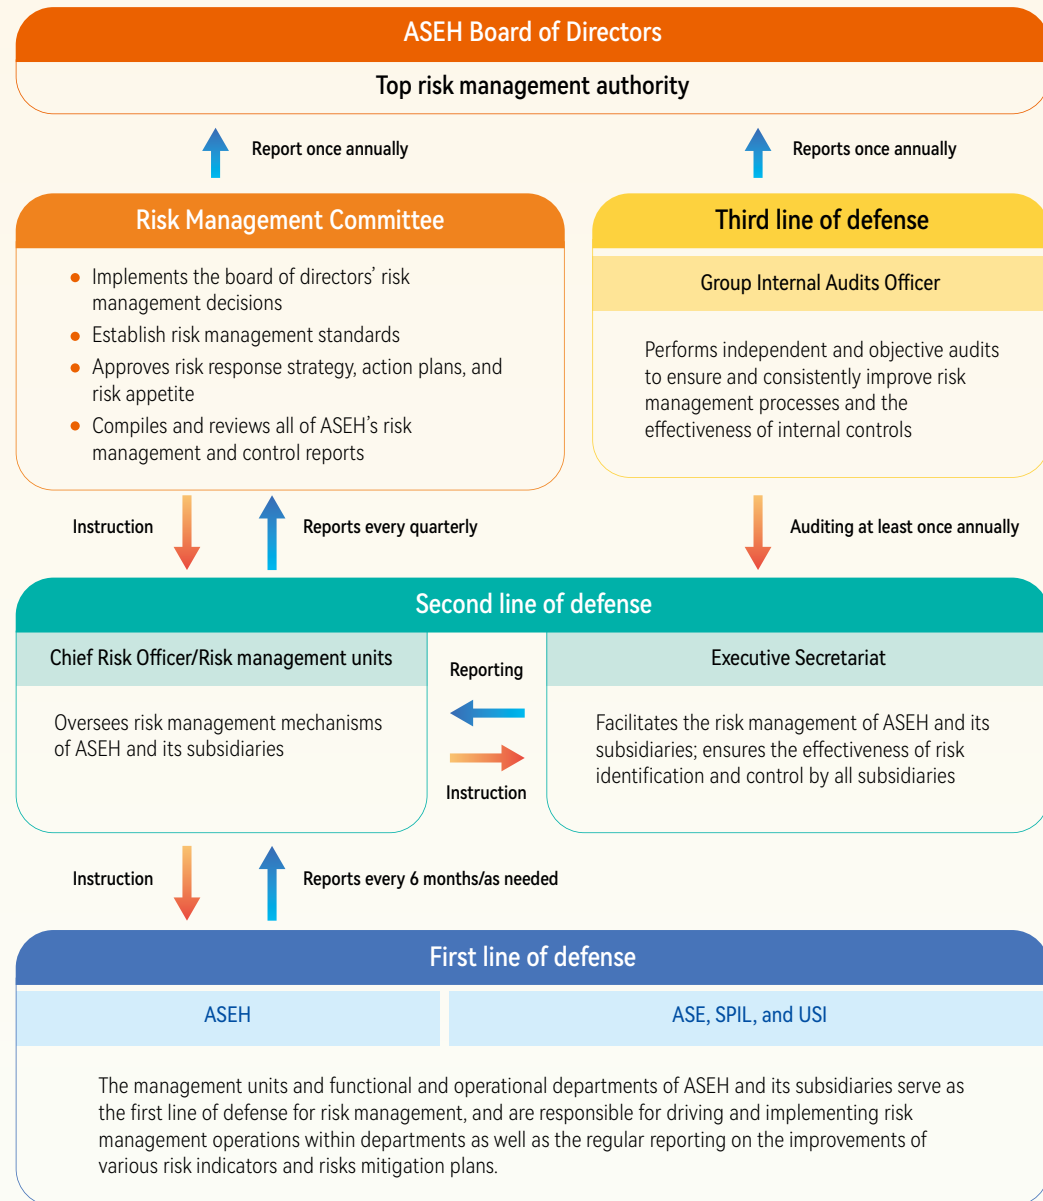 ASEH Board of Directors
Top risk management authority
Report once annually
Reports once annually
Risk Management Committee
Implements the board of directors’ risk
management decisions
Establish risk management standards
Approves risk response strategy, action plans, and
risk appetite
Compiles and reviews all of ASEH’s risk
management and control reports
Third line of defense
Group Internal Audits Officer
Performs independent and objective audits
to ensure and consistently improve risk
management processes and the
effectiveness of internal controls
Instruction
Reports every quarterly
Auditing at least once annually
Second line of defense
Chief Risk Officer/Risk management units
Oversees risk management mechanisms
of ASEH and its subsidiaries
Reporting
Instruction
Executive Secretariat
Facilitates the risk management of ASEH and its
subsidiaries; ensures the effectiveness of risk
identification and control by all subsidiaries
Instruction
Reports every 6 months/as needed
First line of defense
ASEH
ASE, SPIL, and USI
The management units and functional and operational departments of ASEH and its subsidiaries serve as
the first line of defense for risk management, and are responsible for driving and implementing risk
management operations within departments as well as the regular reporting on the improvements of
various risk indicators and risks mitigation plans.